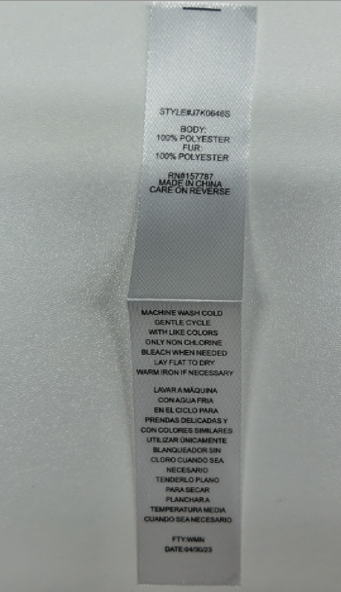 STYLE#J7K0646S
BODY:
100% POLYESTER
FUR:
100% POLYESTER
RN#157787
MADE IN CHINA
CARE ON REVERSE
MACHINE WASH COLD
GENTLE CYCLE
WITH LIKE COLORS
ONLY NON CHLORINE
BLEACH WHEN NEEDED
LAY FLAT TO DRY
WARM IRON IF NECESSARY
LAVAR A MÁQUINA
CON AGUA FRIA
EN EL CICLO PARA
PRENDAS DELICADAS Y
CON COLORES SIMILARES
UTILIZAR ÚNICAMENTE
BLANQUEADOR SIN
CLORO CUANDO SEA
NECESARIO
TENDERLO PLANO
PARA SECAR
PLANCHAR A
TEMPERATURA MEDIA
CUANDO SEA NECESARIO
FTY:WMN
DATE:04/30/23